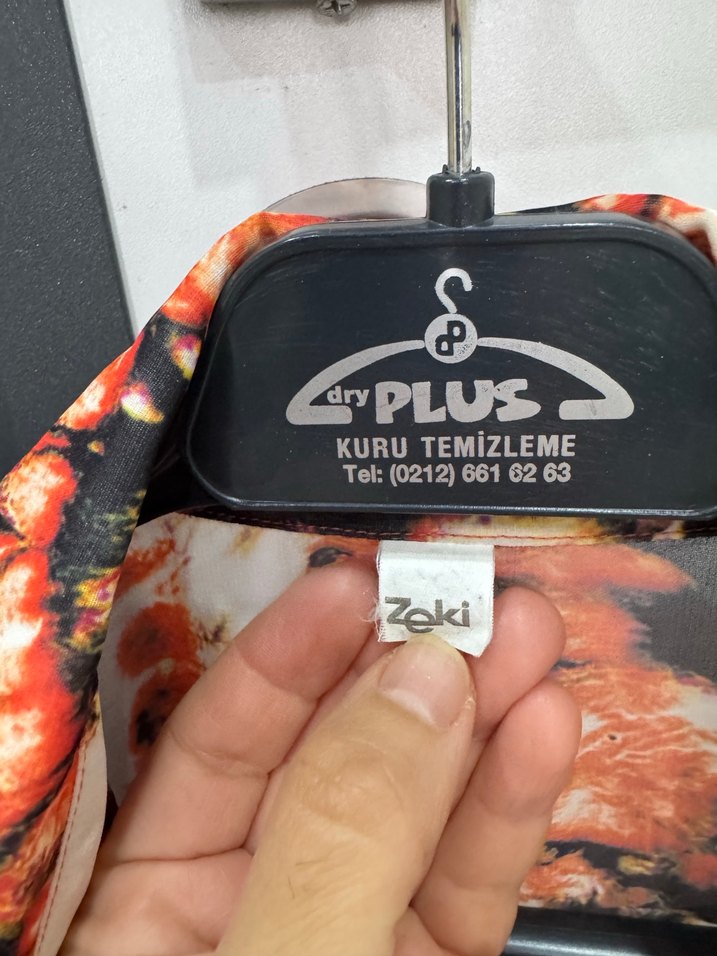 dry PLUS
KURU TEMİZLEME
Tel: (0212) 661 62 63
Zeki